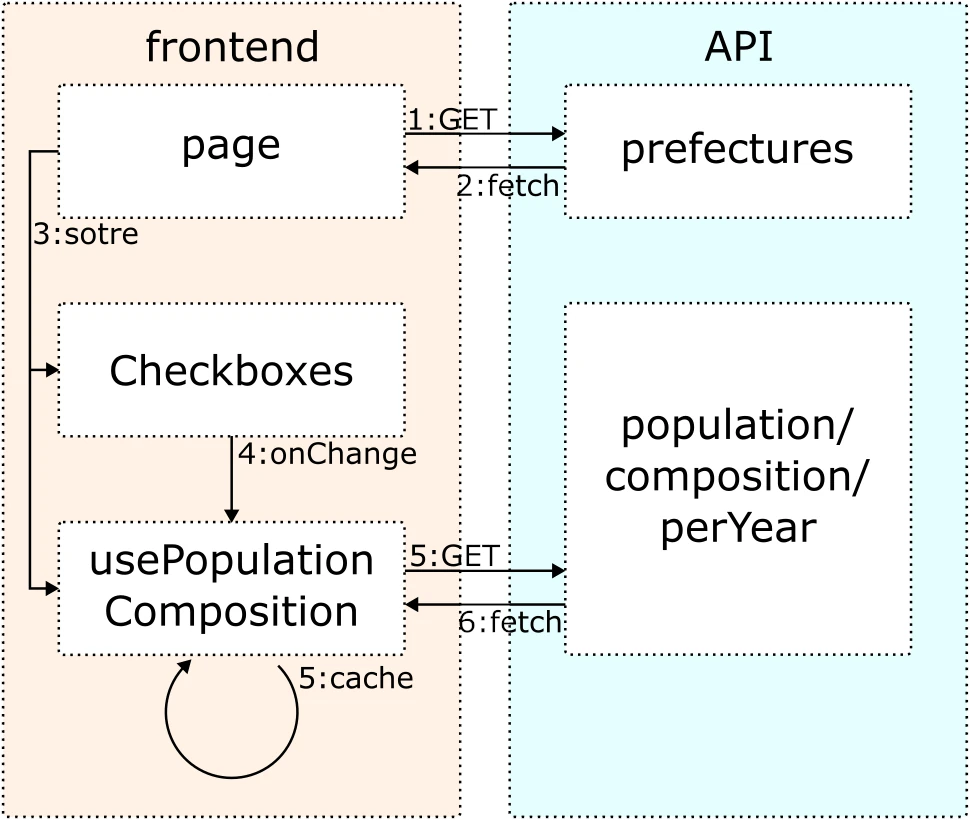 frontend
API
page
1:GET
prefectures
2:fetch
3:sotre
Checkboxes
4:onChange
population/
composition/
perYear
usePopulation
Composition
5:GET
6:fetch
5:cache